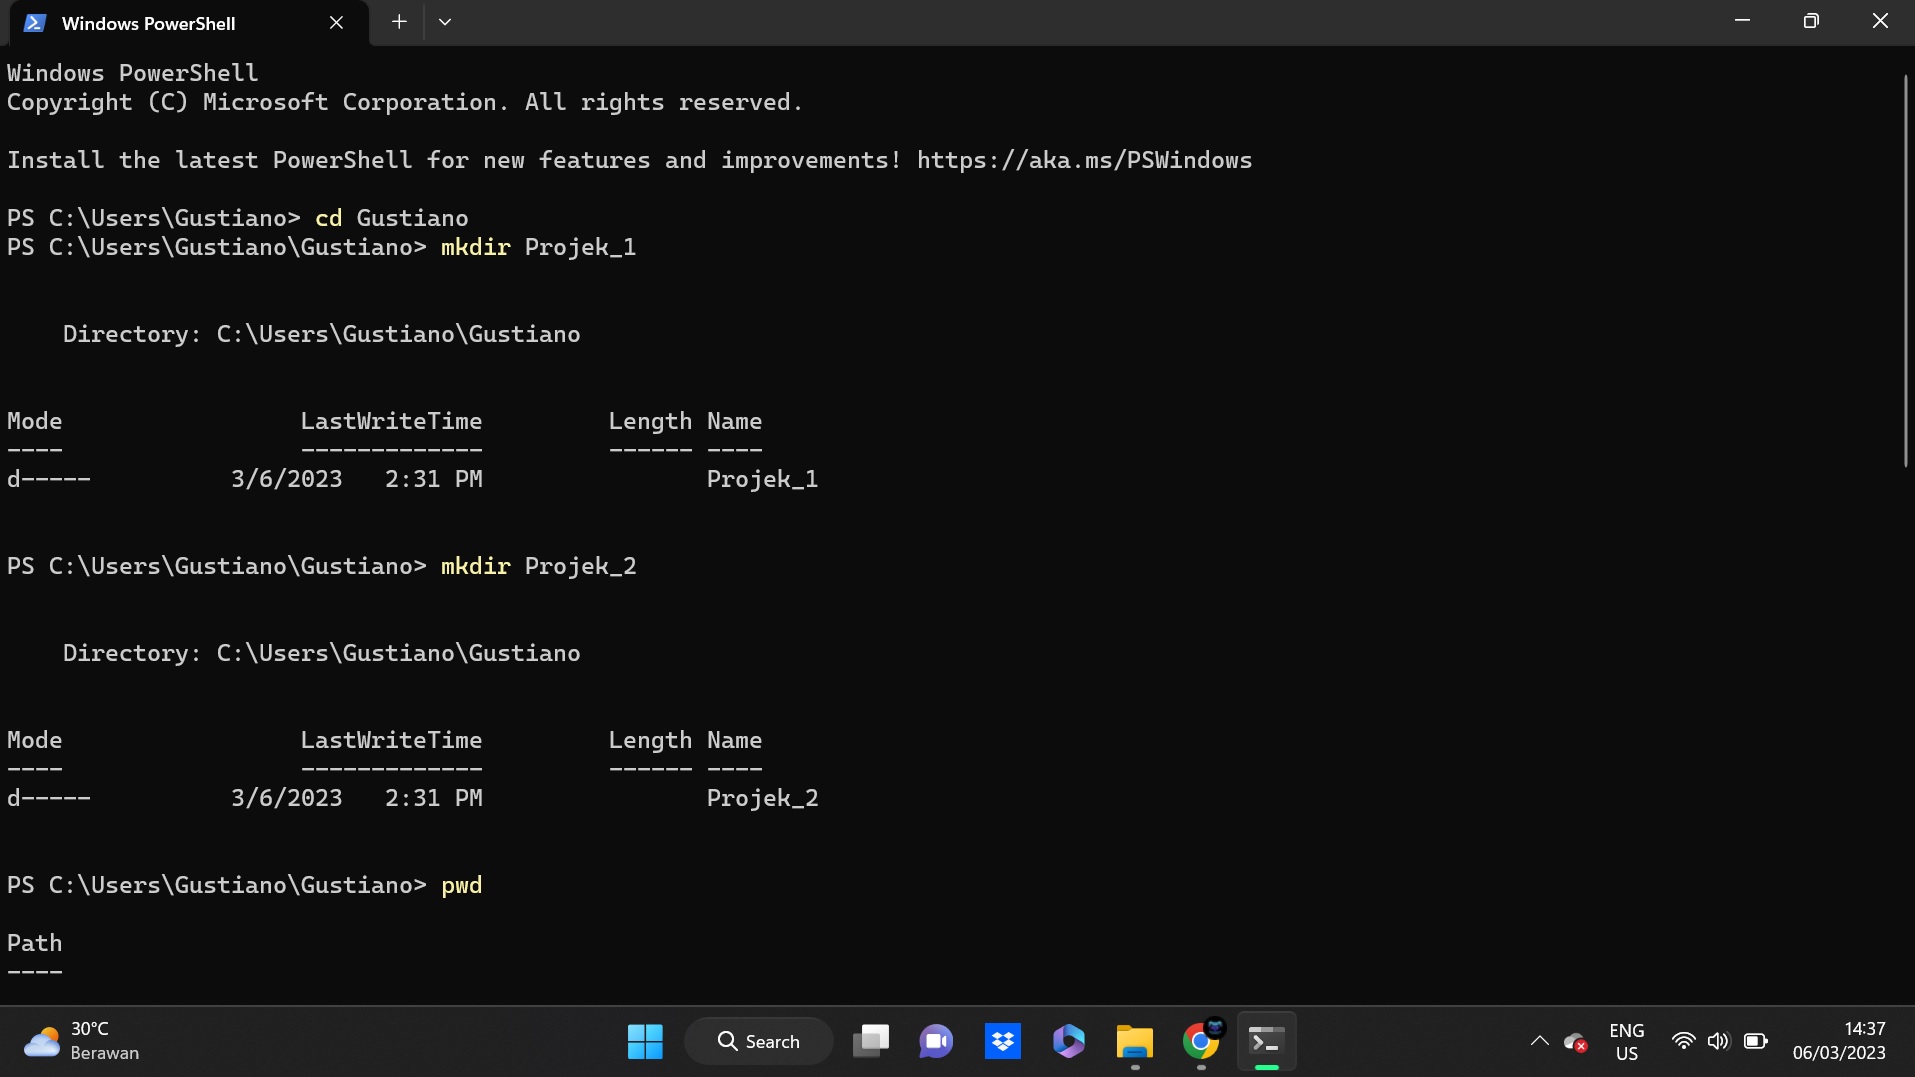 Windows PowerShell
Windows PowerShell
Copyright (C) Microsoft Corporation. All rights reserved.
Install the latest PowerShell for new features and improvements! https://aka.ms/PSWindows
PS C:\Users\Gustiano> cd Gustiano
PS C:\Users\Gustiano\Gustiano> mkdir Projek_1
    Directory: C:\Users\Gustiano\Gustiano
Mode                 LastWriteTime         Length Name
----                 -------------         ------ ----
d-----          3/6/2023   2:31 PM                Projek_1
PS C:\Users\Gustiano\Gustiano> mkdir Projek_2
    Directory: C:\Users\Gustiano\Gustiano
Mode                 LastWriteTime         Length Name
----                 -------------         ------ ----
d-----          3/6/2023   2:31 PM                Projek_2
PS C:\Users\Gustiano\Gustiano> pwd
Path
----
30°C
Berawan
Search
ENG
US
14:37
06/03/2023